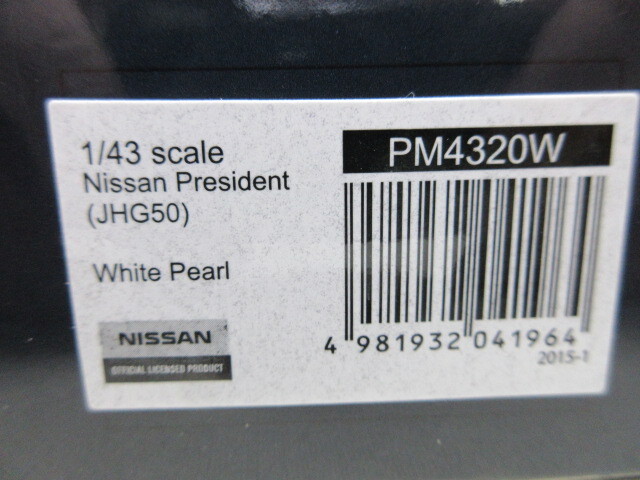 1/43 scale
Nissan President
(JHG50)
White Pearl
NISSAN
OFFICIAL LICENSED PRODUCT
PM4320W
4 981932 041964
2015-1